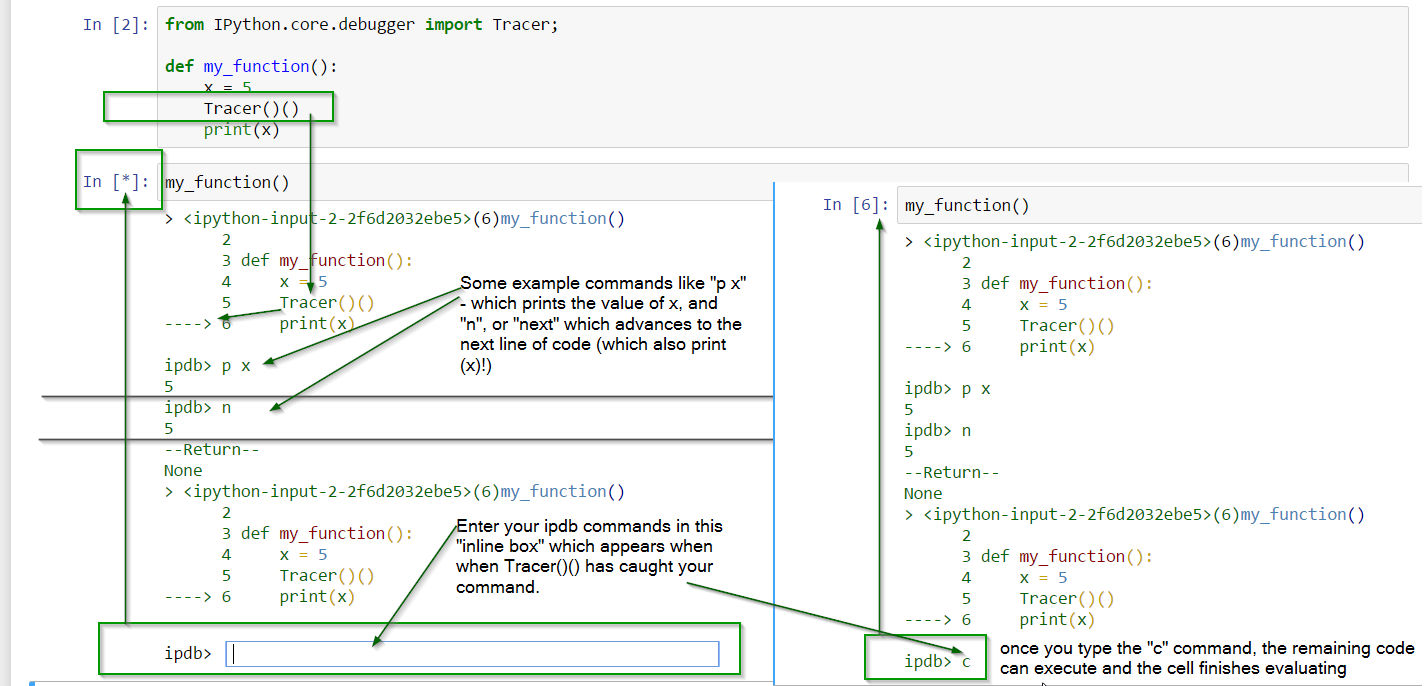 In [2]: from IPython.core.debugger import Tracer;
def my_function():
x = 5
Tracer()()
print(x)
In [*]: my_function()
> <ipython-input-2-2f6d2032ebe5>(6)my_function()
2
3 def my_function():
4     x = 5
5     Tracer()()
----> 6     print(x)
ipdb> p x
5
ipdb> n
5
--Return--
None
> <ipython-input-2-2f6d2032ebe5>(6)my_function()
2
3 def my_function():
4     x = 5
5     Tracer()()
----> 6     print(x)
ipdb>
Some example commands like "p x"
- which prints the value of x, and
"n", or "next" which advances to the
next line of code (which also print
(x)!)
Enter your ipdb commands in this
"inline box" which appears when
when Tracer()() has caught your
command.
In [6]: my_function()
> <ipython-input-2-2f6d2032ebe5>(6)my_function()
2
3 def my_function():
4     x = 5
5     Tracer()()
----> 6     print(x)
ipdb> p x
5
ipdb> n
5
--Return--
None
> <ipython-input-2-2f6d2032ebe5>(6)my_function()
2
3 def my_function():
4     x = 5
5     Tracer()()
----> 6     print(x)
ipdb> c
once you type the "c" command, the remaining code
can execute and the cell finishes evaluating